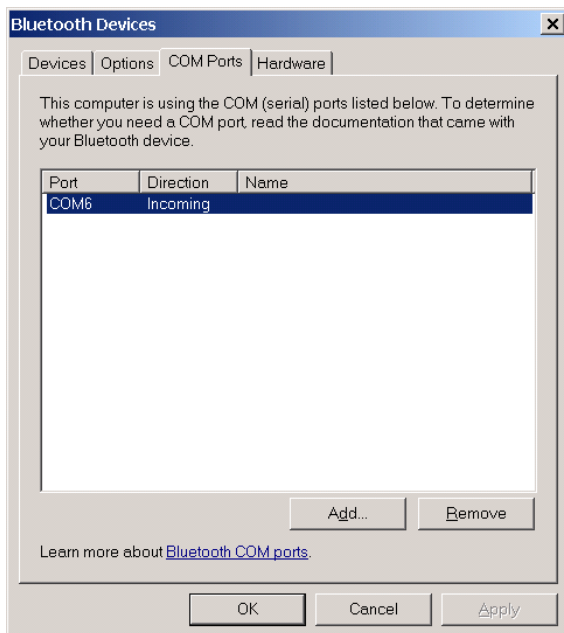 Bluetooth Devices
Devices Options COM Ports Hardware
This computer is using the COM (serial) ports listed below. To determine
whether you need a COM port, read the documentation that came with
your Bluetooth device.
Port Direction Name
COM6 Incoming
Add... Remove
Learn more about Bluetooth COM ports.
OK Cancel Apply